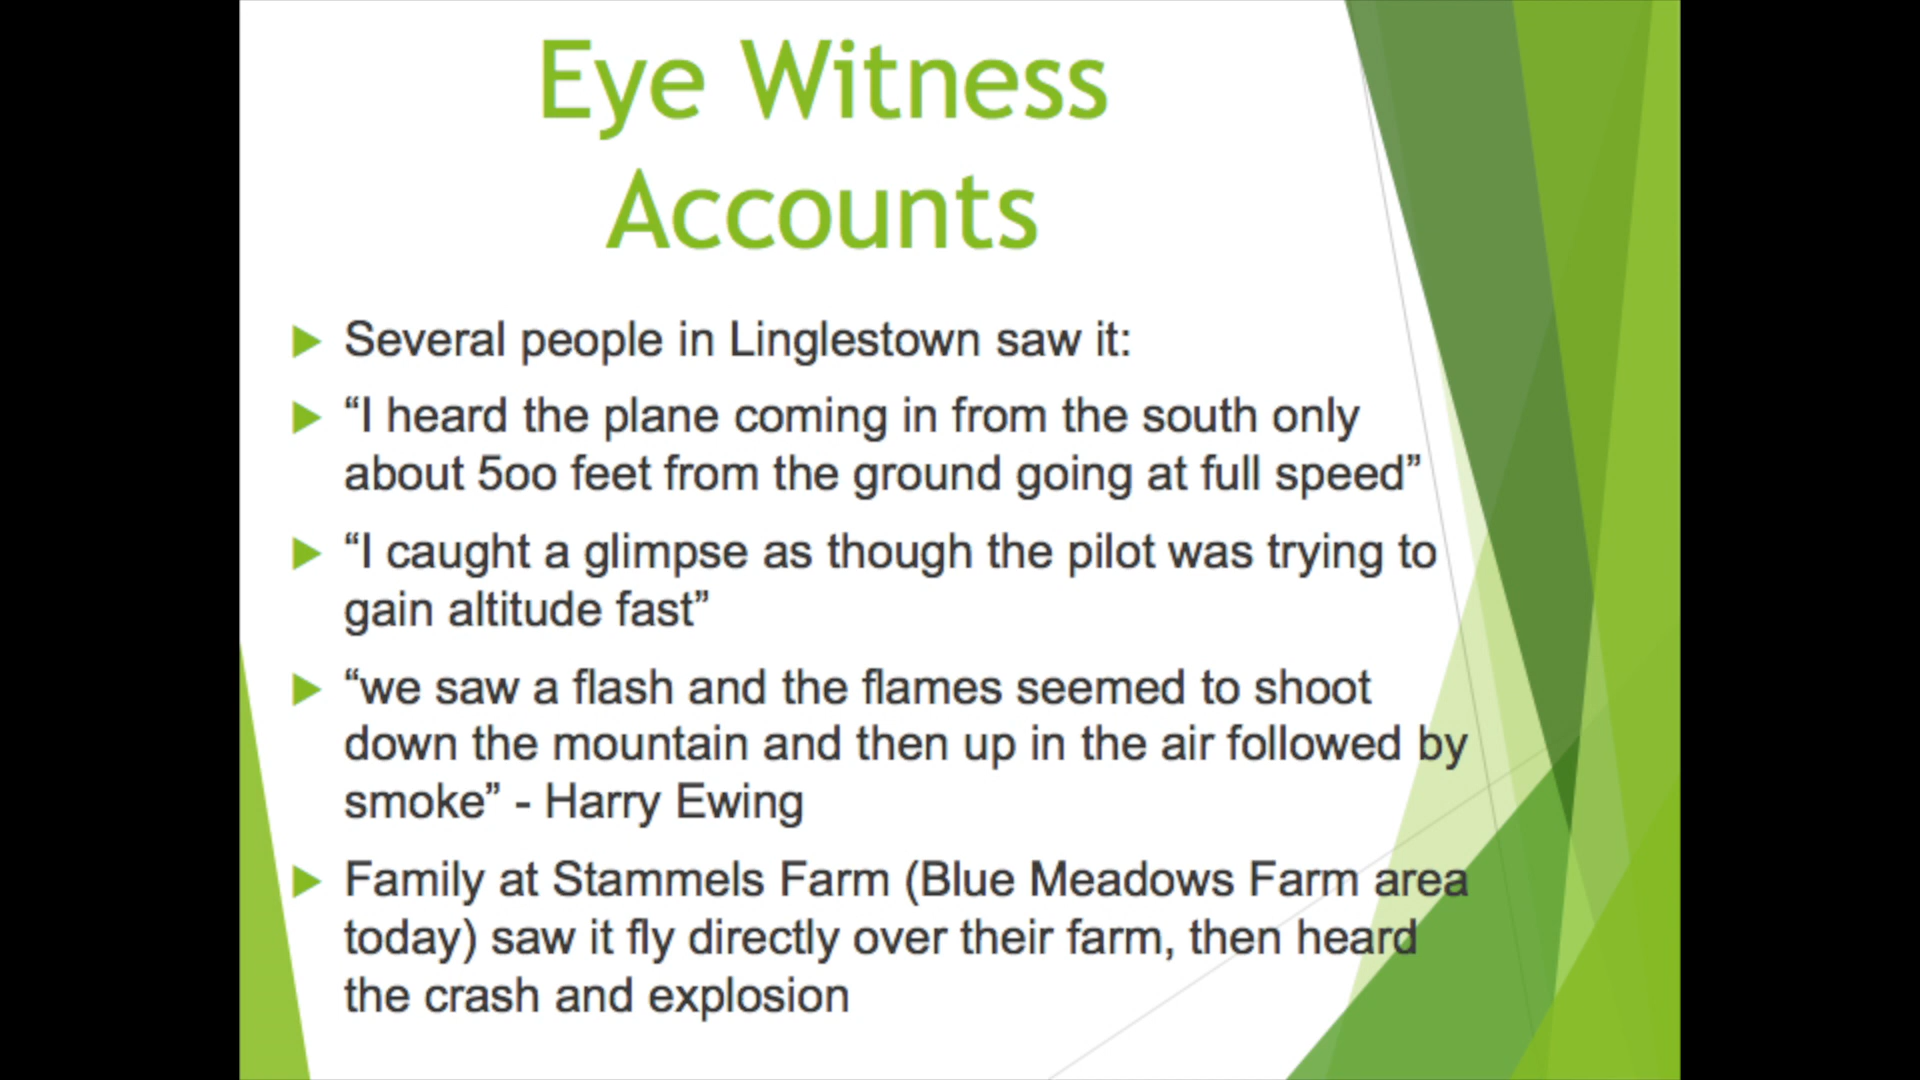 Eye Witness
Accounts
Several people in Linglestown saw it:
“I heard the plane coming in from the south only
about 5oo feet from the ground going at full speed”
“I caught a glimpse as though the pilot was trying to
gain altitude fast”
“we saw a flash and the flames seemed to shoot
down the mountain and then up in the air followed by
smoke” - Harry Ewing
Family at Stammels Farm (Blue Meadows Farm area
today) saw it fly directly over their farm, then heard
the crash and explosion